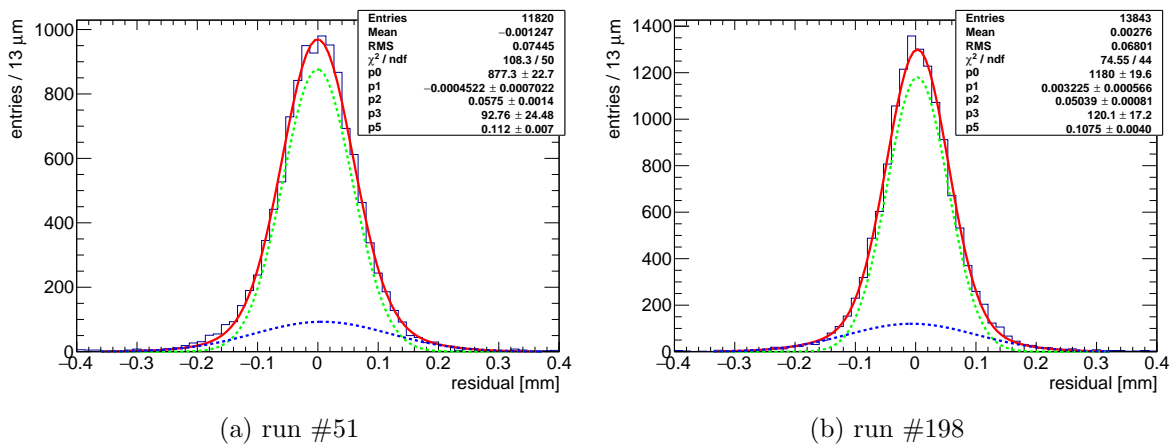 Entries 11820
Mean −0.001247
RMS 0.07445
χ² / ndf 108.3 / 50
p0 877.3 ± 22.7
p1 −0.0004522 ± 0.0007022
p2 0.0575 ± 0.0014
p3 92.76 ± 24.48
p5 0.112 ± 0.007
entries / 13 μm
1000
800
600
400
200
0
−0.4 −0.3 −0.2 −0.1 0 0.1 0.2 0.3 0.4
residual [mm]
(a) run #51
Entries 13843
Mean 0.00276
RMS 0.06801
χ² / ndf 74.55 / 44
p0 1180 ± 19.6
p1 0.003225 ± 0.000566
p2 0.05039 ± 0.00081
p3 120.1 ± 17.2
p5 0.1075 ± 0.0040
entries / 13 μm
1400
1200
1000
800
600
400
200
0
−0.4 −0.3 −0.2 −0.1 0 0.1 0.2 0.3 0.4
residual [mm]
(b) run #198